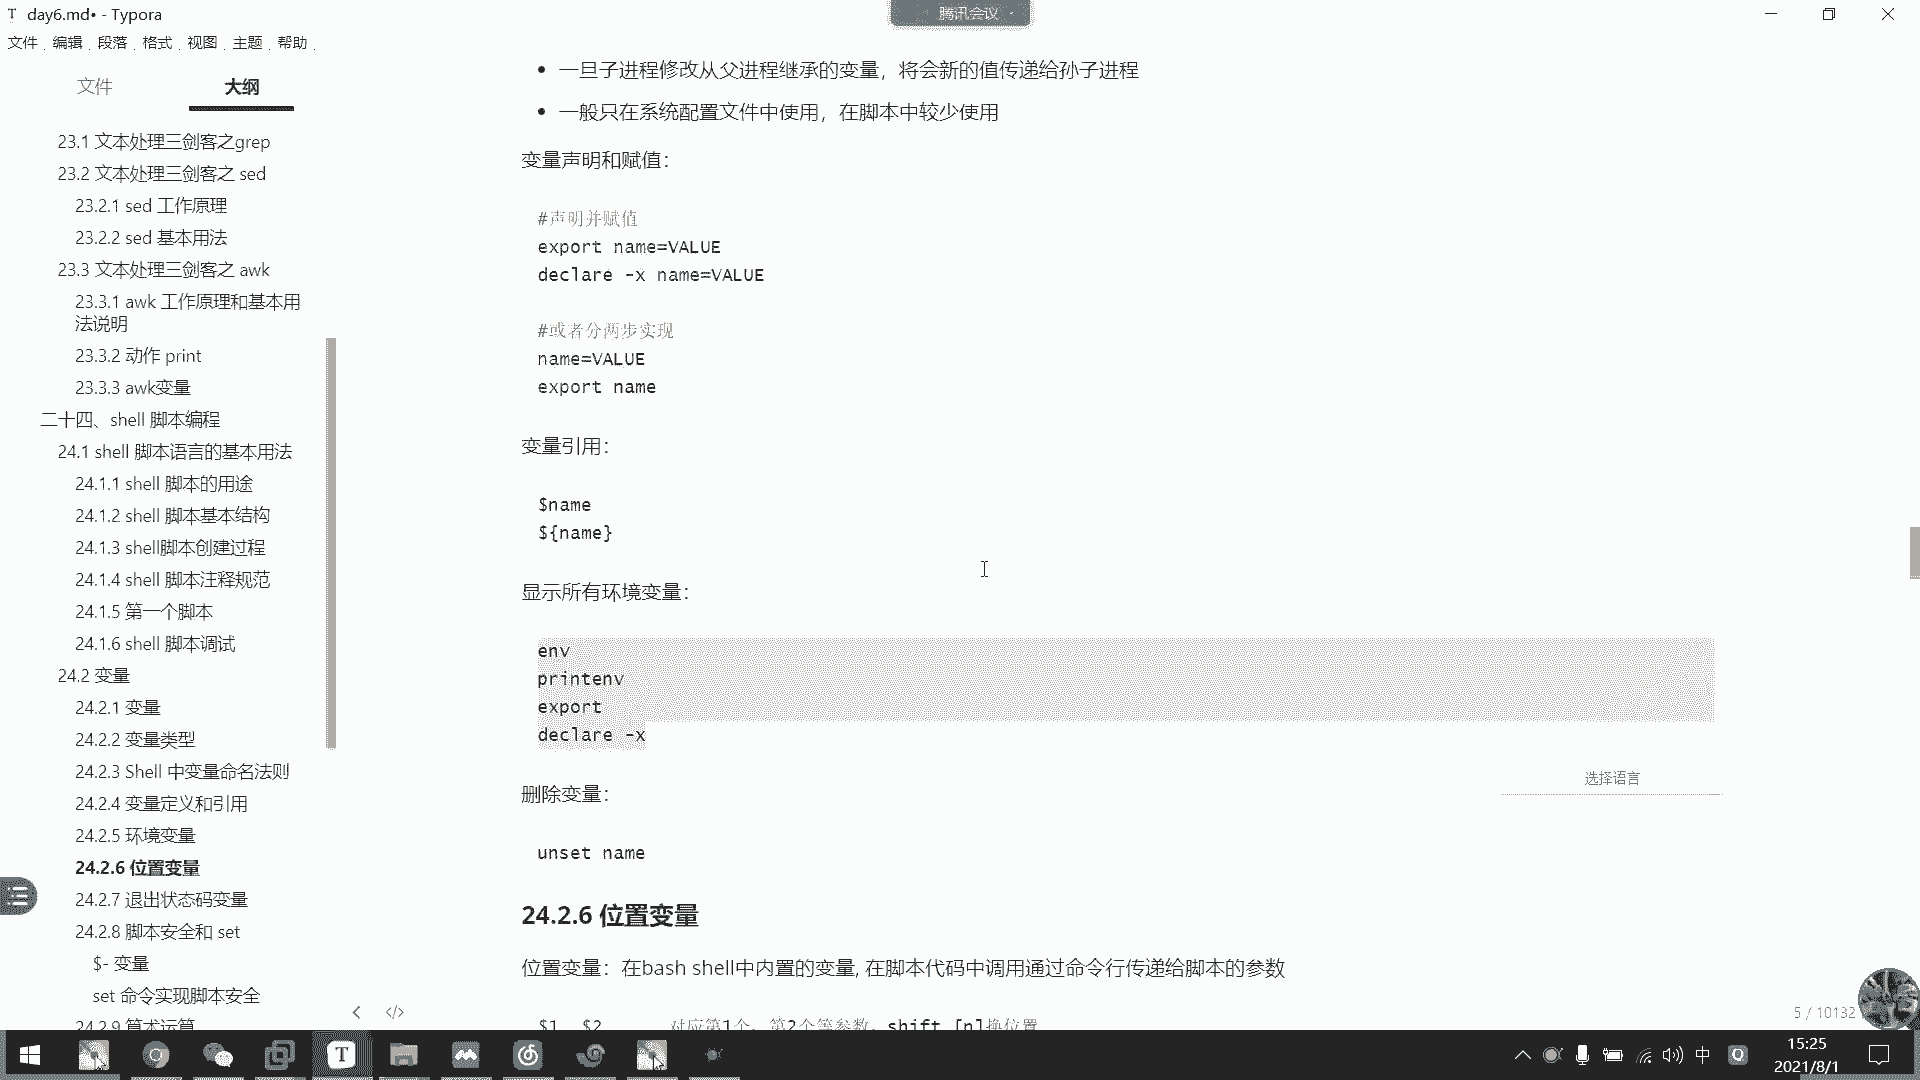 day6.md• - Typora
腾讯会议
文件 编辑 段落 格式 视图 主题 帮助
文件
大纲
23.1 文本处理三剑客之grep
23.2 文本处理三剑客之 sed
23.2.1 sed 工作原理
23.2.2 sed 基本用法
23.3 文本处理三剑客之 awk
23.3.1 awk 工作原理和基本用
法说明
23.3.2 动作 print
23.3.3 awk变量
二十四、shell 脚本编程
24.1 shell 脚本语言的基本用法
24.1.1 shell 脚本的用途
24.1.2 shell 脚本基本结构
24.1.3 shell脚本创建过程
24.1.4 shell 脚本注释规范
24.1.5 第一个脚本
24.1.6 shell 脚本调试
24.2 变量
24.2.1 变量
24.2.2 变量类型
24.2.3 Shell 中变量命名法则
24.2.4 变量定义和引用
24.2.5 环境变量
24.2.6 位置变量
24.2.7 退出状态码变量
24.2.8 脚本安全和 set
$- 变量
set 命令实现脚本安全
24.2.9 算术运算
• 一旦子进程修改从父进程继承的变量，将会新的值传递给孙子进程
• 一般只在系统配置文件中使用，在脚本中较少使用
变量声明和赋值：
#声明并赋值
export name=VALUE
declare -x name=VALUE
#或者分两步实现
name=VALUE
export name
变量引用：
$name
${name}
显示所有环境变量：
env
printenv
export
declare -x
选择语言
删除变量：
unset name
24.2.6 位置变量
位置变量：在bash shell中内置的变量, 在脚本代码中调用通过命令行传递给脚本的参数
$1, $2, ... 对应第1个、第2个等参数，shift [n]换位置
5 / 10132
中
15:25
2021/8/1